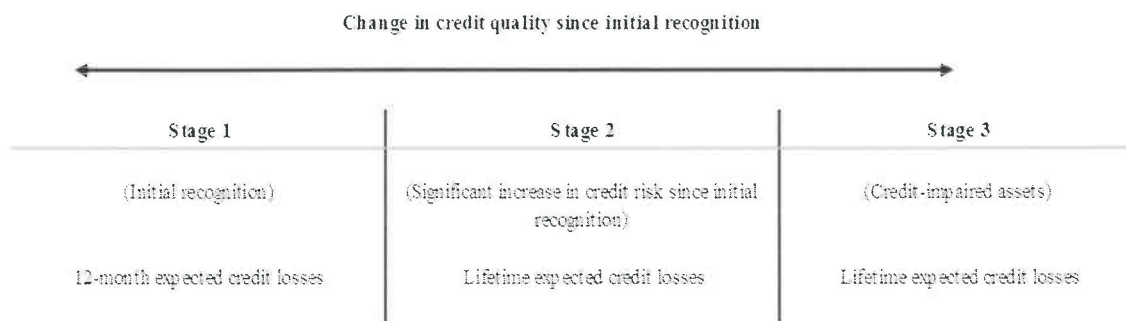 Change in credit quality since initial recognition
Stage 1
Stage 2
Stage 3
(Initial recognition)
(Significant increase in credit risk since initial
recognition)
(Credit-impaired assets)
12-month expected credit losses
Lifetime expected credit losses
Lifetime expected credit losses